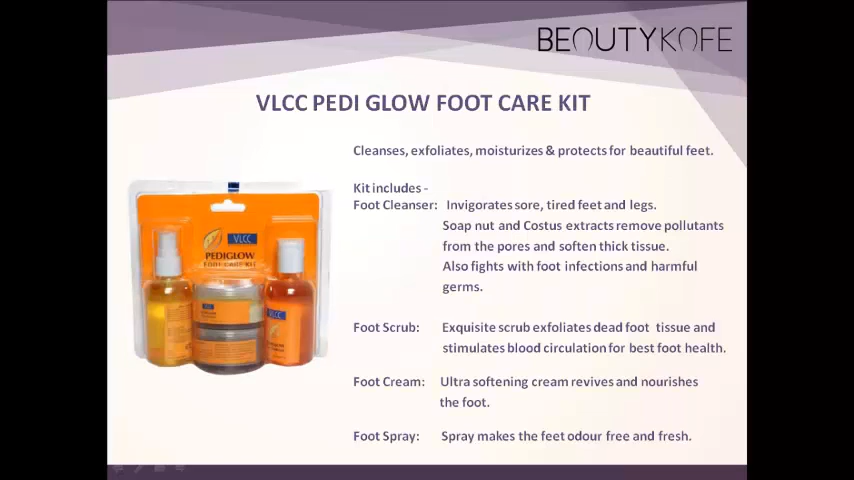 BEAUTYKAFE
VLCC PEDI GLOW FOOT CARE KIT
Cleanses, exfoliates, moisturizes & protects for beautiful feet.
Kit includes -
Foot Cleanser: Invigorates sore, tired feet and legs.
Soap nut and Costus extracts remove pollutants
from the pores and soften thick tissue.
Also fights with foot infections and harmful
germs.
Foot Scrub: Exquisite scrub exfoliates dead foot tissue and
stimulates blood circulation for best foot health.
Foot Cream: Ultra softening cream revives and nourishes
the foot.
Foot Spray: Spray makes the feet odour free and fresh.
VLCC
PEDIGLOW
FOOT CARE KIT
VLCC